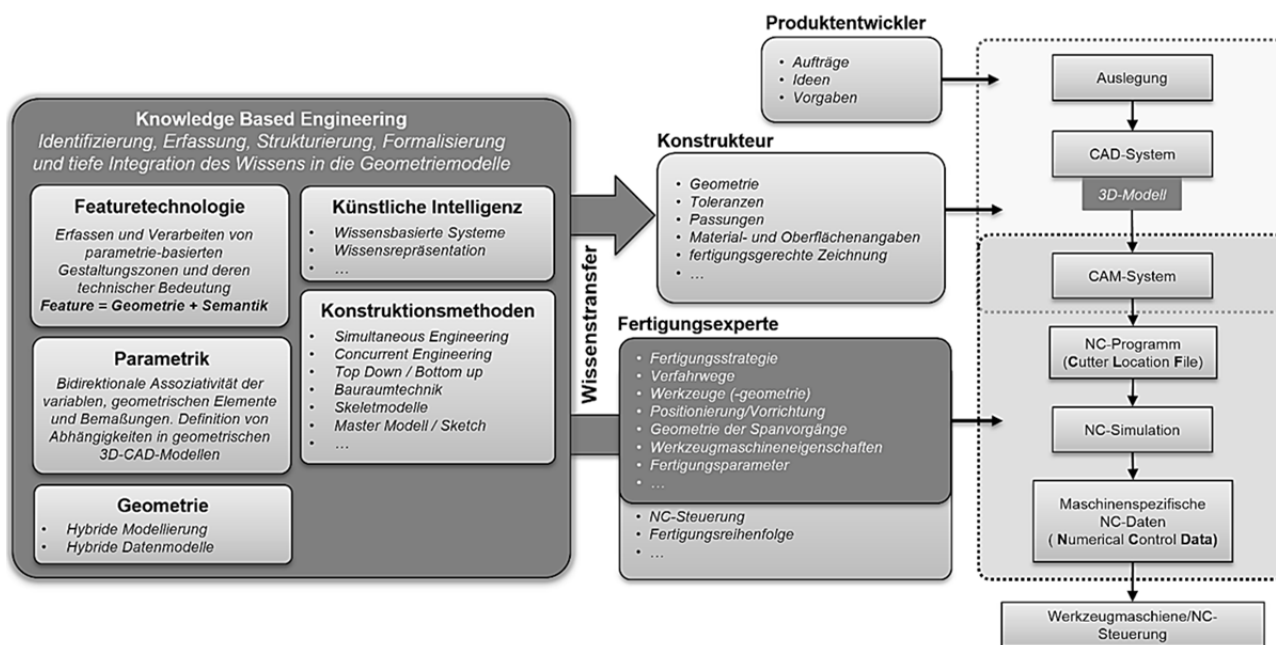 Knowledge Based Engineering
Identifizierung, Erfassung, Strukturierung, Formalisierung
und tiefe Integration des Wissens in die Geometriemodelle
Featuretechnologie
Erfassen und Verarbeiten von
parametrie-basierten
Gestaltungszonen und deren
technischer Bedeutung
Feature = Geometrie + Semantik
Parametrik
Bidirektionale Assoziativität der
variablen, geometrischen Elemente
und Bemaßungen. Definition von
Abhängigkeiten in geometrischen
3D-CAD-Modellen
Geometrie
• Hybride Modellierung
• Hybride Datenmodelle
Künstliche Intelligenz
• Wissensbasierte Systeme
• Wissensrepräsentation
• ...
Konstruktionsmethoden
• Simultaneous Engineering
• Concurrent Engineering
• Top Down / Bottom up
• Bauraumtechnik
• Skeletmodelle
• Master Modell / Sketch
• ...
Wissenstransfer
Produktentwickler
• Aufträge
• Ideen
• Vorgaben
Konstrukteur
• Geometrie
• Toleranzen
• Passungen
• Material- und Oberflächenangaben
• fertigungsgerechte Zeichnung
• ...
Fertigungsexperte
• Fertigungsstrategie
• Verfahrwege
• Werkzeuge (-geometrie)
• Positionierung/Vorrichtung
• Geometrie der Spanvorgänge
• Werkzeugmaschineneigenschaften
• Fertigungsparameter
• ...
• NC-Steuerung
• Fertigungsreihenfolge
• ...
Auslegung
CAD-System
3D-Modell
CAM-System
NC-Programm
(Cutter Location File)
NC-Simulation
Maschinenspezifische
NC-Daten
( Numerical Control Data)
Werkzeugmaschiene/NC-
Steuerung